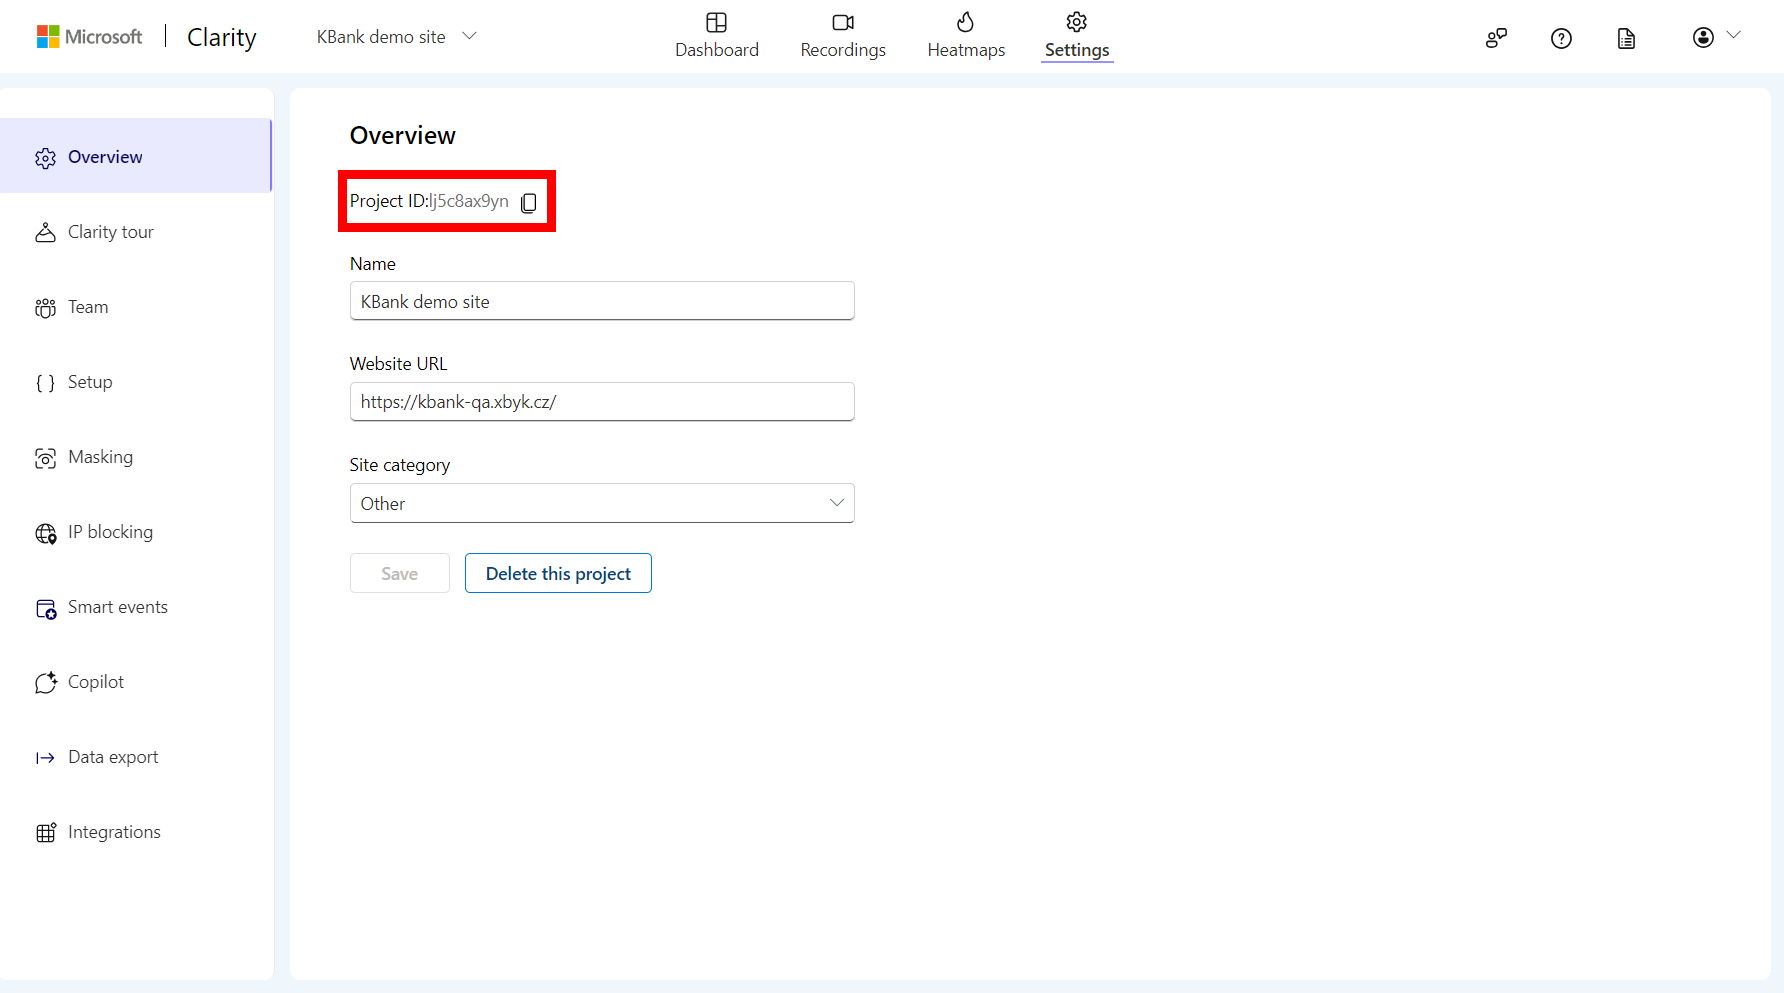 Microsoft | Clarity KBank demo site Dashboard Recordings Heatmaps Settings
Overview
Clarity tour
Team
Setup
Masking
IP blocking
Smart events
Copilot
Data export
Integrations
Overview
Project ID:lj5c8ax9yn
Name
KBank demo site
Website URL
https://kbank-qa.xbyk.cz/
Site category
Other
Save Delete this project